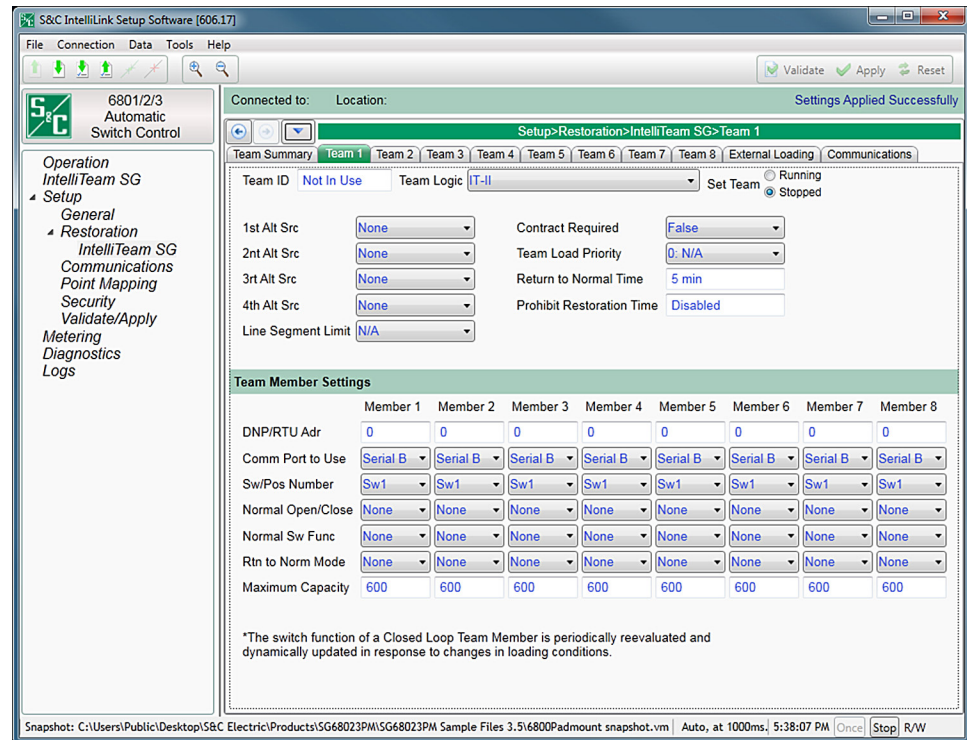 S&C IntelliLink Setup Software [606.17]
File Connection Data Tools Help
Validate Apply Reset
S&C
6801/2/3
Automatic
Switch Control
Connected to: Location: Settings Applied Successfully
Setup>Restoration>IntelliTeam SG>Team 1
Team Summary Team 1 Team 2 Team 3 Team 4 Team 5 Team 6 Team 7 Team 8 External Loading Communications
Operation
IntelliTeam SG
Setup
General
Restoration
IntelliTeam SG
Communications
Point Mapping
Security
Validate/Apply
Metering
Diagnostics
Logs
Team ID Not In Use Team Logic IT-II Set Team Running
Stopped
1st Alt Src None Contract Required False
2nt Alt Src None Team Load Priority 0: N/A
3rt Alt Src None Return to Normal Time 5 min
4th Alt Src None Prohibit Restoration Time Disabled
Line Segment Limit N/A
Team Member Settings
Member 1 Member 2 Member 3 Member 4 Member 5 Member 6 Member 7 Member 8
DNP/RTU Adr 0 0 0 0 0 0 0 0
Comm Port to Use Serial B Serial B Serial B Serial B Serial B Serial B Serial B Serial B
Sw/Pos Number Sw1 Sw1 Sw1 Sw1 Sw1 Sw1 Sw1 Sw1
Normal Open/Close None None None None None None None None
Normal Sw Func None None None None None None None None
Rtn to Norm Mode None None None None None None None None
Maximum Capacity 600 600 600 600 600 600 600 600
*The switch function of a Closed Loop Team Member is periodically reevaluated and
dynamically updated in response to changes in loading conditions.
Snapshot: C:\Users\Public\Desktop\S&C Electric\Products\SG68023PM\SG68023PM Sample Files 3.5\6800Padmount snapshot.vm Auto, at 1000ms. 5:38:07 PM Once Stop R/W